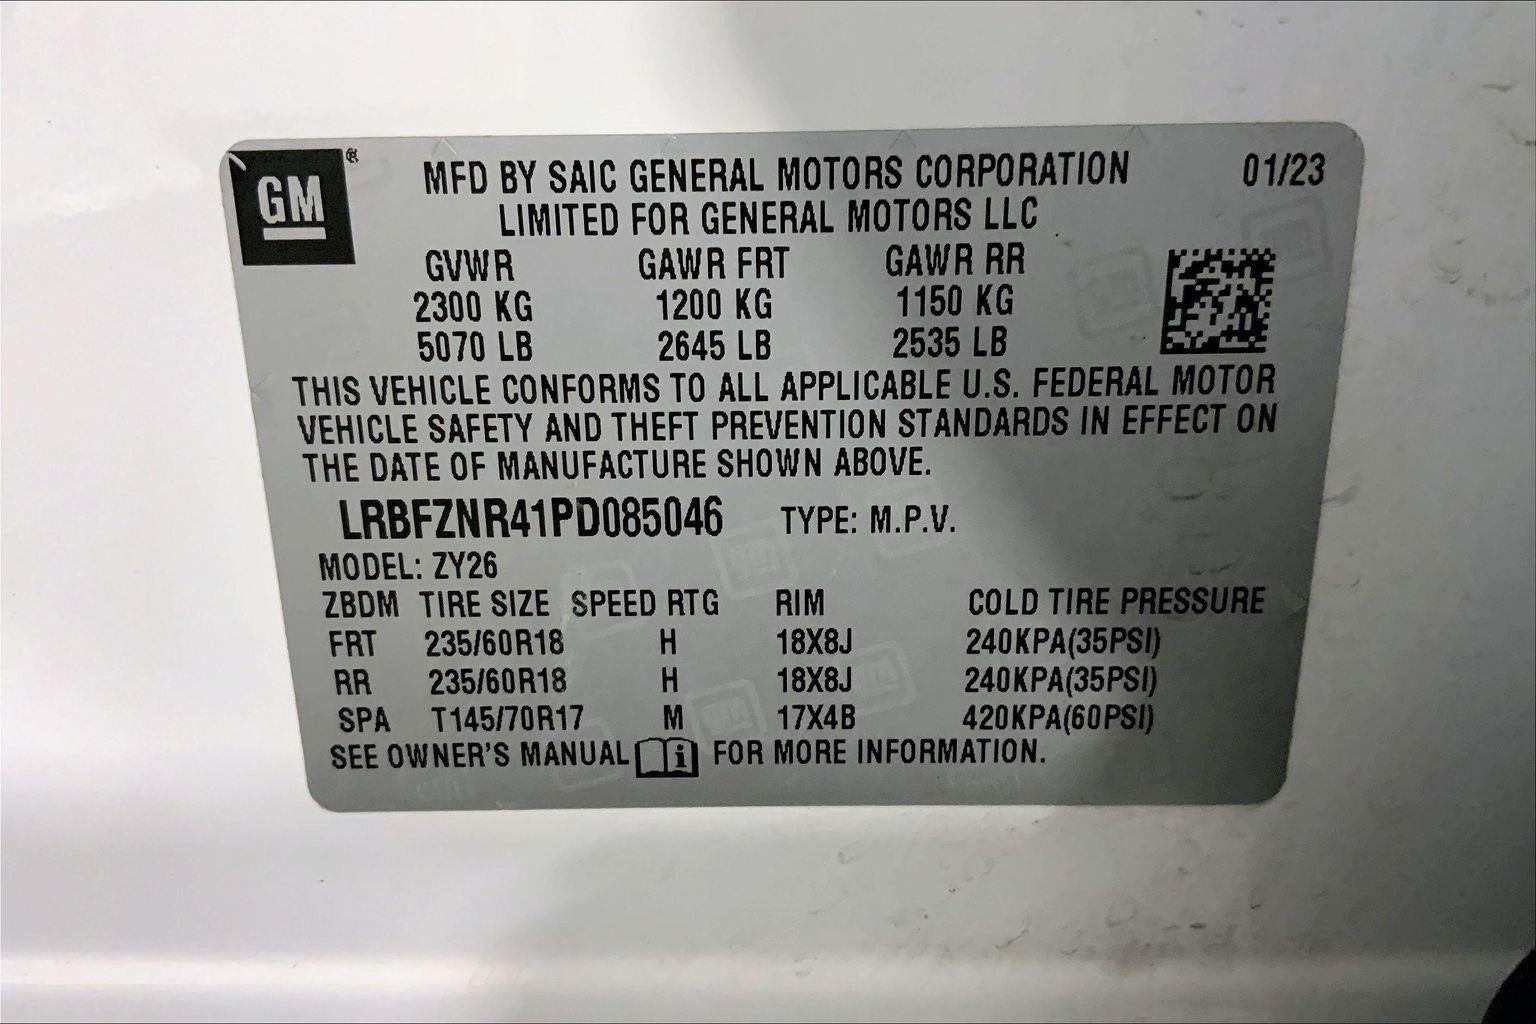 GM®
MFD BY SAIC GENERAL MOTORS CORPORATION 01/23
LIMITED FOR GENERAL MOTORS LLC
GVWR GAWR FRT GAWR RR
2300 KG 1200 KG 1150 KG
5070 LB 2645 LB 2535 LB
THIS VEHICLE CONFORMS TO ALL APPLICABLE U.S. FEDERAL MOTOR
VEHICLE SAFETY AND THEFT PREVENTION STANDARDS IN EFFECT ON
THE DATE OF MANUFACTURE SHOWN ABOVE.
LRBFZNR41PD085046 TYPE: M.P.V.
MODEL: ZY26
ZBDM TIRE SIZE SPEED RTG RIM COLD TIRE PRESSURE
FRT 235/60R18 H 18X8J 240KPA(35PSI)
RR 235/60R18 H 18X8J 240KPA(35PSI)
SPA T145/70R17 M 17X4B 420KPA(60PSI)
SEE OWNER'S MANUAL i FOR MORE INFORMATION.